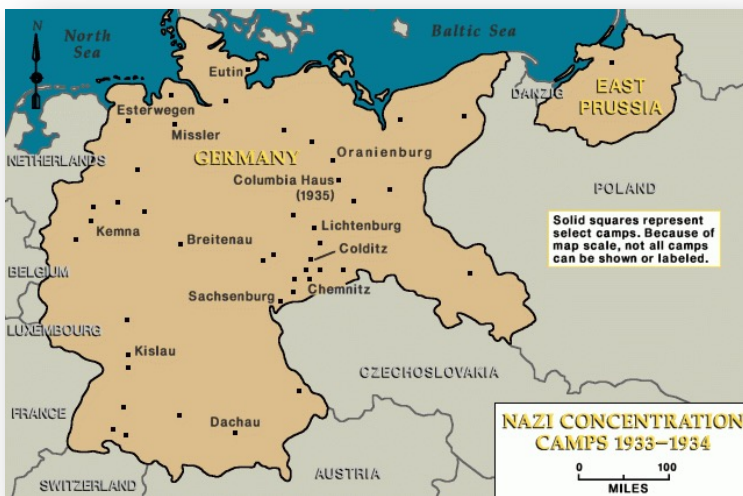 N
North
Sea
Baltic Sea
Eutin
DANZIG
EAST
PRUSSIA
Esterwegen
Missler
NETHERLANDS
GERMANY
Oranienburg
Columbia Haus
(1935)
POLAND
Kemna
Lichtenburg
Breitenau
Colditz
Solid squares represent
select camps. Because of
map scale, not all camps
can be shown or labeled.
BELGIUM
Sachsenburg
Chemnitz
LUXEMBOURG
Kislau
CZECHOSLOVAKIA
FRANCE
Dachau
NAZI CONCENTRATION
CAMPS 1933–1934
AUSTRIA
SWITZERLAND
0 100
MILES